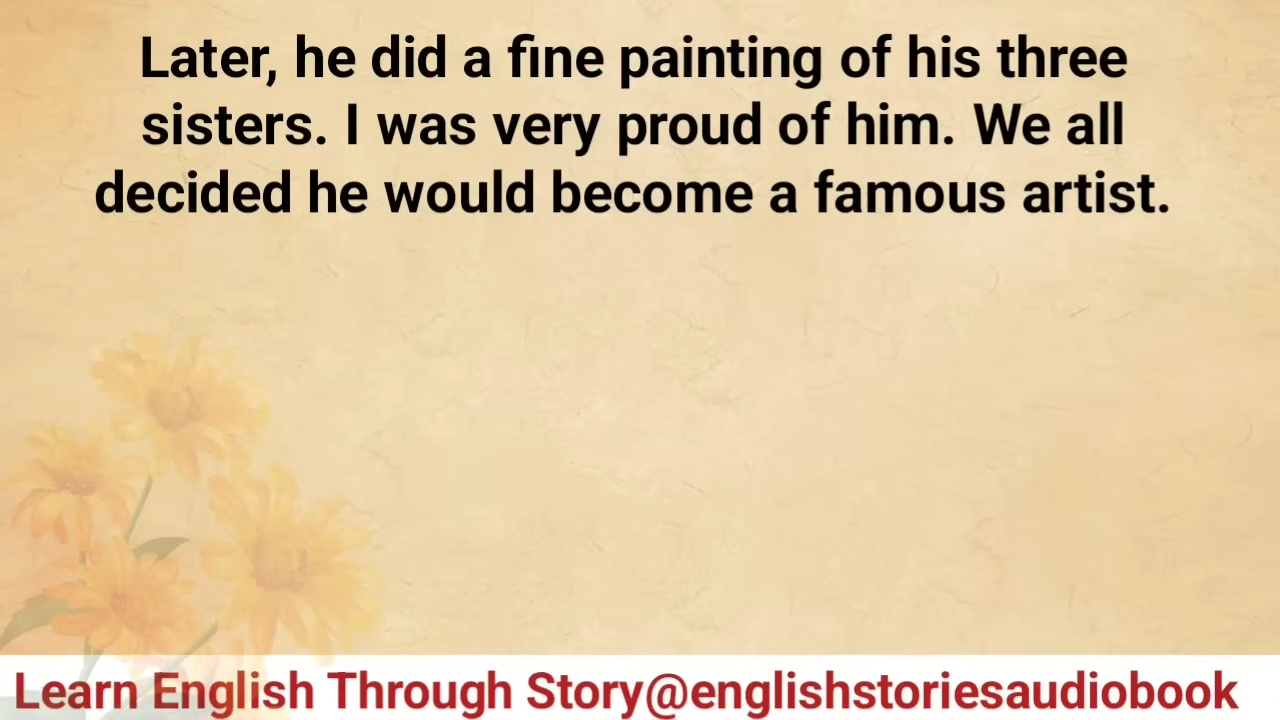 Later, he did a fine painting of his three
sisters. I was very proud of him. We all
decided he would become a famous artist.
Learn English Through Story@englishstoriesaudiobook